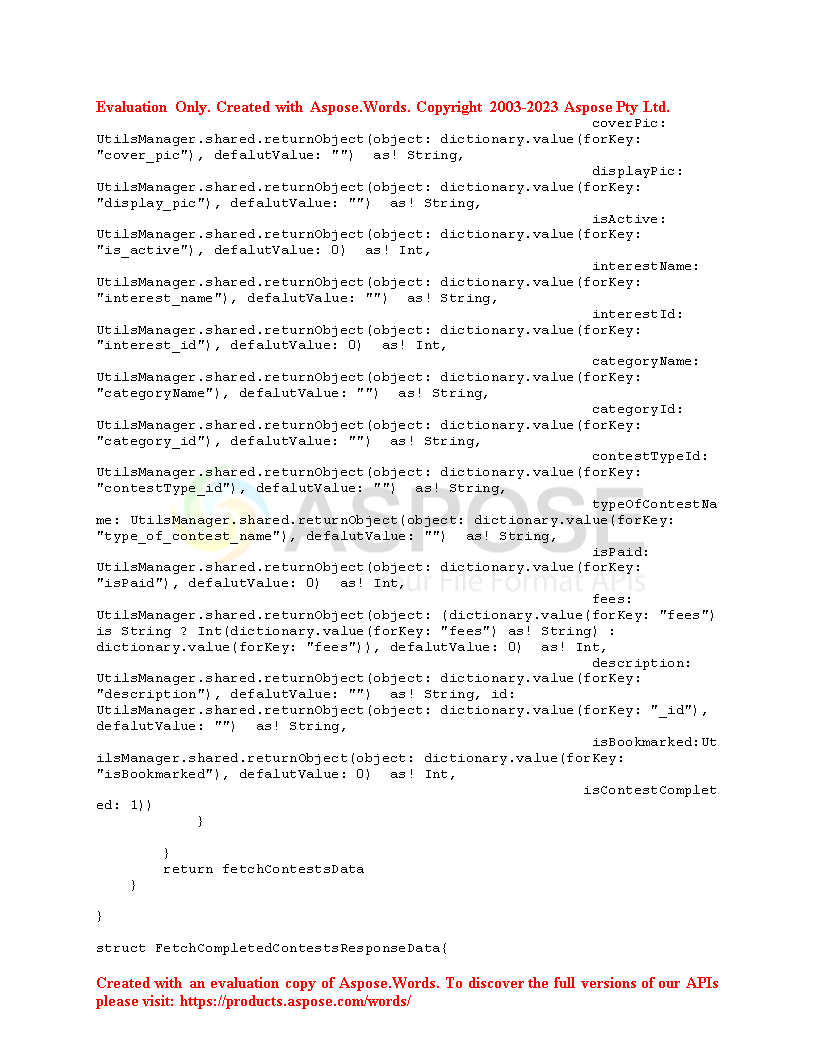 Evaluation Only. Created with Aspose.Words. Copyright 2003-2023 Aspose Pty Ltd.
coverPic:
UtilsManager.shared.returnObject(object: dictionary.value(forKey:
"cover_pic"), defalutValue: "")  as! String,
displayPic:
UtilsManager.shared.returnObject(object: dictionary.value(forKey:
"display_pic"), defalutValue: "")  as! String,
isActive:
UtilsManager.shared.returnObject(object: dictionary.value(forKey:
"is_active"), defalutValue: 0)  as! Int,
interestName:
UtilsManager.shared.returnObject(object: dictionary.value(forKey:
"interest_name"), defalutValue: "")  as! String,
interestId:
UtilsManager.shared.returnObject(object: dictionary.value(forKey:
"interest_id"), defalutValue: 0)  as! Int,
categoryName:
UtilsManager.shared.returnObject(object: dictionary.value(forKey:
"categoryName"), defalutValue: "")  as! String,
categoryId:
UtilsManager.shared.returnObject(object: dictionary.value(forKey:
"category_id"), defalutValue: "")  as! String,
contestTypeId:
UtilsManager.shared.returnObject(object: dictionary.value(forKey:
"contestType_id"), defalutValue: "")  as! String,
typeOfContestNa
me: UtilsManager.shared.returnObject(object: dictionary.value(forKey:
"type_of_contest_name"), defalutValue: "")  as! String,
ASPOSE
isPaid:
UtilsManager.shared.returnObject(object: dictionary.value(forKey:
"isPaid"), defalutValue: 0)  as! Int,
Your File Format APIs
fees:
UtilsManager.shared.returnObject(object: (dictionary.value(forKey: "fees")
is String ? Int(dictionary.value(forKey: "fees") as! String) :
dictionary.value(forKey: "fees")), defalutValue: 0)  as! Int,
description:
UtilsManager.shared.returnObject(object: dictionary.value(forKey:
"description"), defalutValue: "")  as! String, id:
UtilsManager.shared.returnObject(object: dictionary.value(forKey: "_id"),
defalutValue: "")  as! String,
isBookmarked:Ut
ilsManager.shared.returnObject(object: dictionary.value(forKey:
"isBookmarked"), defalutValue: 0)  as! Int,
isContestComplet
ed: 1))
}
}
return fetchContestsData
}
}
struct FetchCompletedContestsResponseData{
Created with an evaluation copy of Aspose.Words. To discover the full versions of our APIs
please visit: https://products.aspose.com/words/